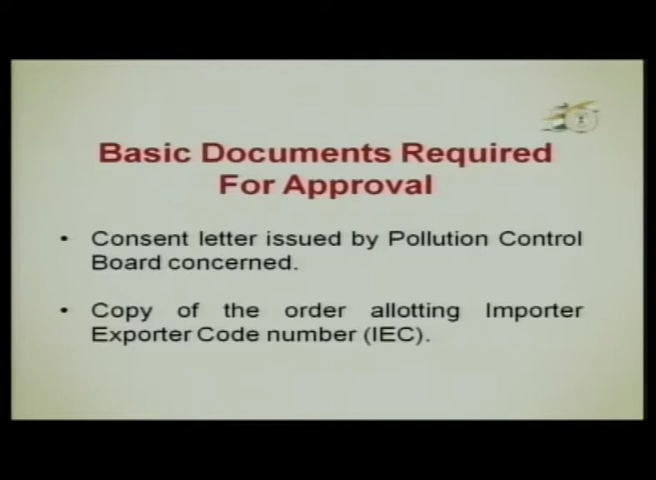 Basic Documents Required
For Approval
• Consent letter issued by Pollution Control
Board concerned.
• Copy of the order allotting Importer
Exporter Code number (IEC).